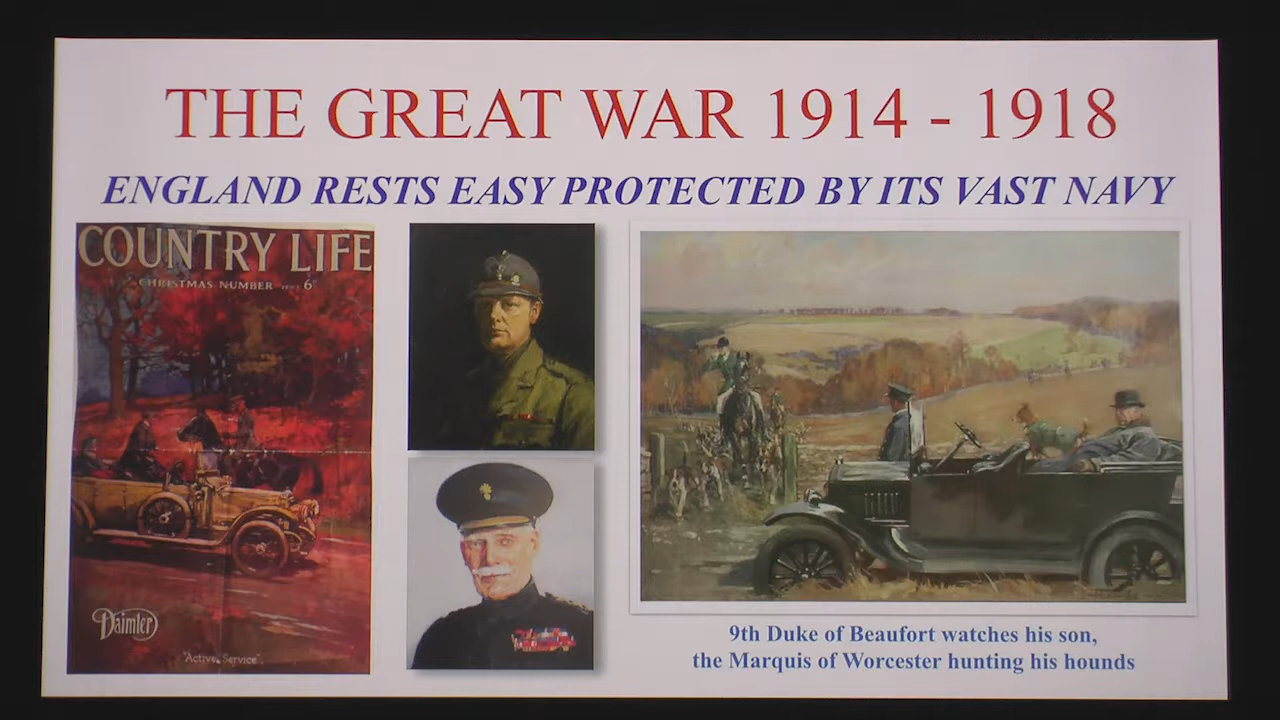 THE GREAT WAR 1914 - 1918
ENGLAND RESTS EASY PROTECTED BY ITS VAST NAVY
COUNTRY LIFE
CHRISTMAS NUMBER 6
Daimler
"Active Service".
9th Duke of Beaufort watches his son,
the Marquis of Worcester hunting his hounds